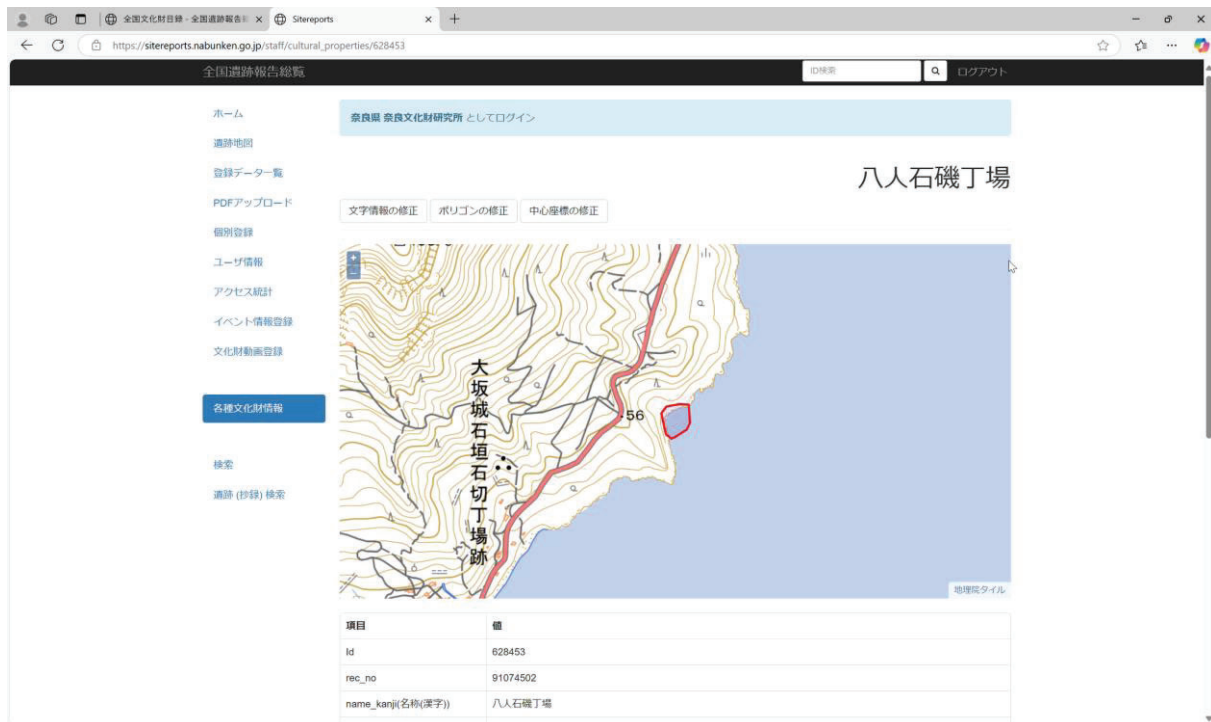 全国文化財目録 - 全国遺跡報告
Sitereports
https://sitereports.nabunken.go.jp/staff/cultural_properties/628453
全国遺跡報告総覧
ID検索
ログアウト
ホーム
遺跡地図
登録データ一覧
PDFアップロード
個別登録
ユーザ情報
アクセス統計
イベント情報登録
文化財動画登録
各種文化財情報
検索
遺跡 (抄録) 検索
奈良県 奈良文化財研究所 としてログイン
八人石磯丁場
文字情報の修正
ポリゴンの修正
中心座標の修正
大坂城石垣石切丁場跡
56
地理院タイル
項目 値
Id 628453
rec_no 91074502
name_kanji(名称(漢字)) 八人石磯丁場